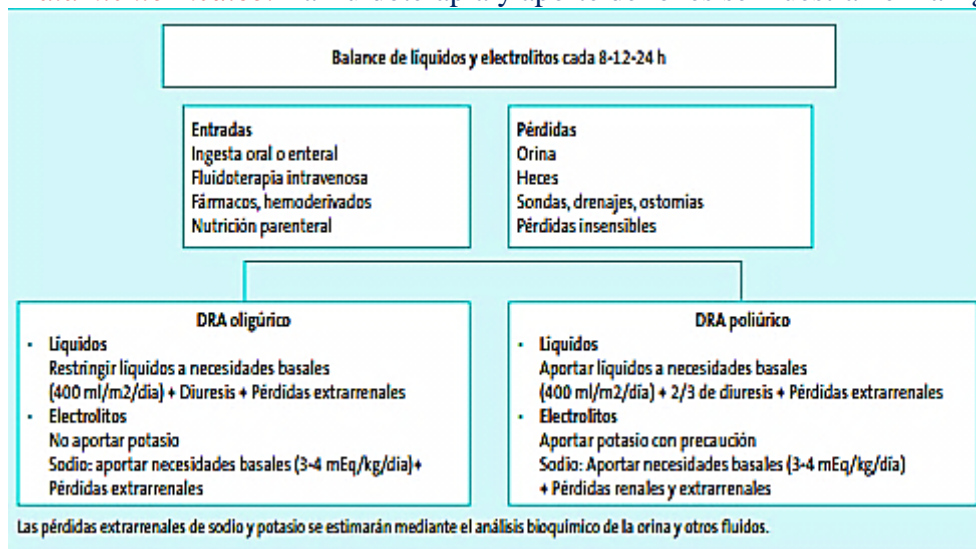 Balance de líquidos y electrolitos cada 8-12-24 h
Entradas
Ingesta oral o enteral
Fluidoterapia intravenosa
Fármacos, hemoderivados
Nutrición parenteral
Pérdidas
Orina
Heces
Sondas, drenajes, ostomias
Pérdidas insensibles
DRA oligúrico
• Líquidos
Restringir líquidos a necesidades basales
(400 ml/m2/día) + Diuresis + Pérdidas extrarrenales
• Electrolitos
No aportar potasio
Sodio: aportar necesidades basales (3-4 mEq/kg/dia)+
Pérdidas extrarrenales
DRA poliúrico
• Líquidos
Aportar líquidos a necesidades basales
(400 ml/m2/día) + 2/3 de diuresis + Pérdidas extrarrenales
• Electrolitos
Aportar potasio con precaución
Sodio: Aportar necesidades basales (3-4 mEq/kg/día)
+ Pérdidas renales y extrarrenales
Las pérdidas extrarrenales de sodio y potasio se estimarán mediante el análisis bioquímico de la orina y otros fluidos.